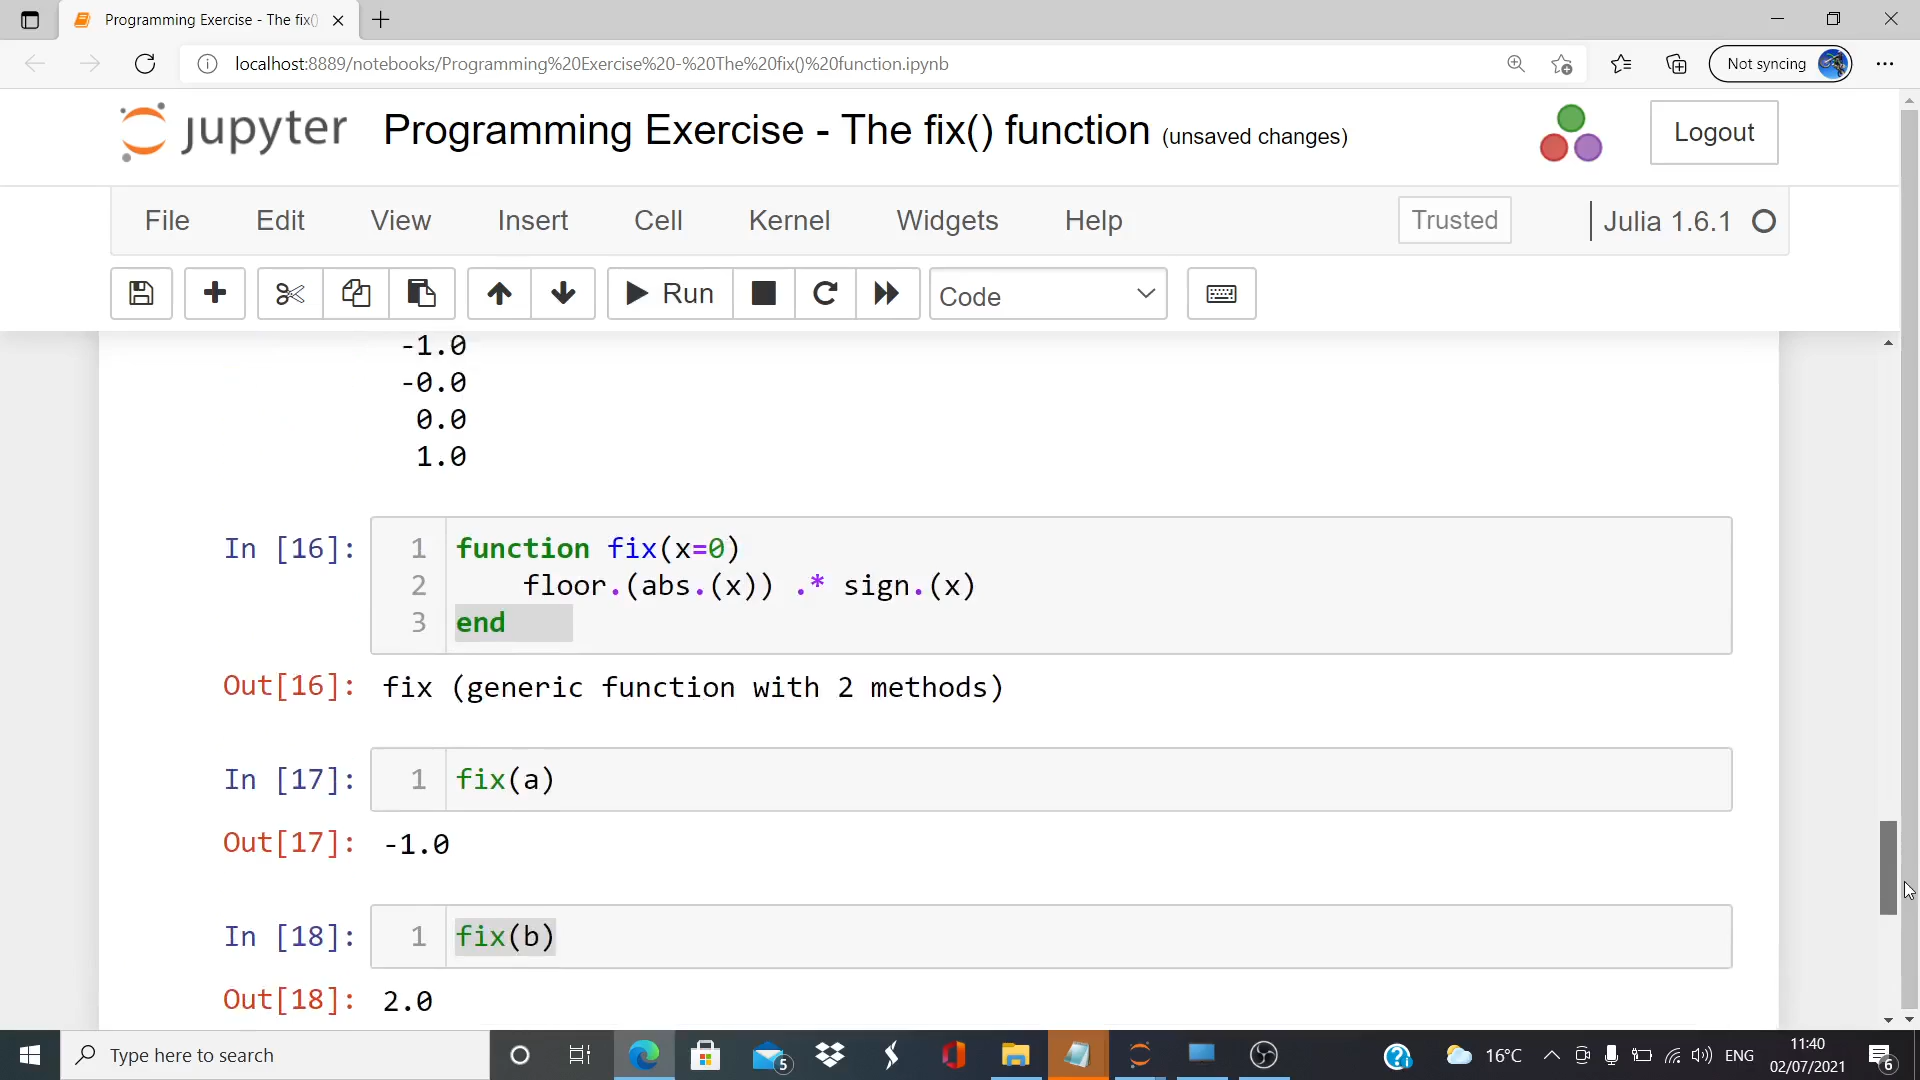 Programming Exercise - The fix()
localhost:8889/notebooks/Programming%20Exercise%20-%20The%20fix()%20function.ipynb
Not syncing
jupyter Programming Exercise - The fix() function (unsaved changes)
Logout
File Edit View Insert Cell Kernel Widgets Help Trusted Julia 1.6.1
Run Code
-1.0
-0.0
0.0
1.0
In [16]: 1 function fix(x=0)
2 floor.(abs.(x)) .* sign.(x)
3 end
Out[16]: fix (generic function with 2 methods)
In [17]: 1 fix(a)
Out[17]: -1.0
In [18]: 1 fix(b)
Out[18]: 2.0
Type here to search
5
16°C
ENG
11:40
02/07/2021
6